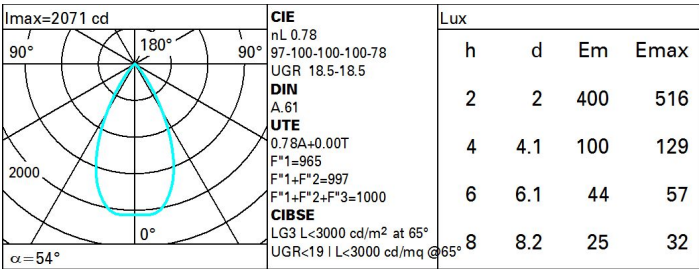 Imax=2071 cd
90° 180° 90°
2000
0°
α=54°
CIE
nL 0.78
97-100-100-100-78
UGR 18.5-18.5
DIN
A.61
UTE
0.78A+0.00T
F"1=965
F"1+F"2=997
F"1+F"2+F"3=1000
CIBSE
LG3 L<3000 cd/m² at 65°
UGR<19 | L<3000 cd/mq @65°
Lux
h d Em Emax
2 2 400 516
4 4.1 100 129
6 6.1 44 57
8 8.2 25 32